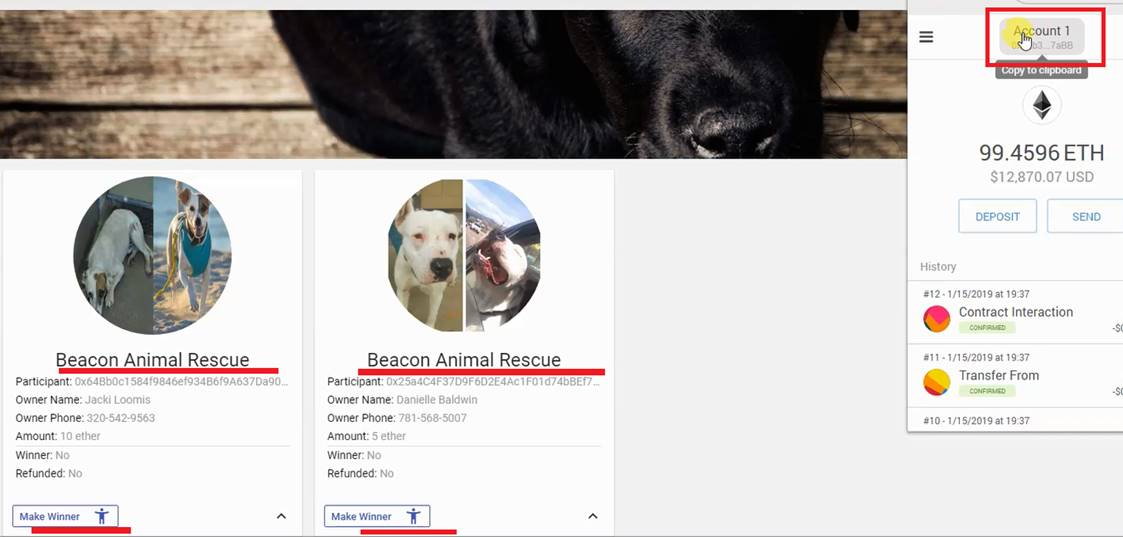 Beacon Animal Rescue
Participant: 0x64Bb0c1584f9846ef934B6f9A637Da90...
Owner Name: Jacki Loomis
Owner Phone: 320-542-9563
Amount: 10 ether
Winner: No
Refunded: No
Make Winner
Beacon Animal Rescue
Participant: 0x25a4C4F37D9F6D2E4Ac1F01d74bBEf7...
Owner Name: Danielle Baldwin
Owner Phone: 781-568-5007
Amount: 5 ether
Winner: No
Refunded: No
Make Winner
Account 1
b3...7aBB
Copy to clipboard
99.4596 ETH
$12,870.07 USD
DEPOSIT
SEND
History
#12 - 1/15/2019 at 19:37
Contract Interaction
CONFIRMED
-$
#11 - 1/15/2019 at 19:37
Transfer From
CONFIRMED
-$
#10 - 1/15/2019 at 19:37